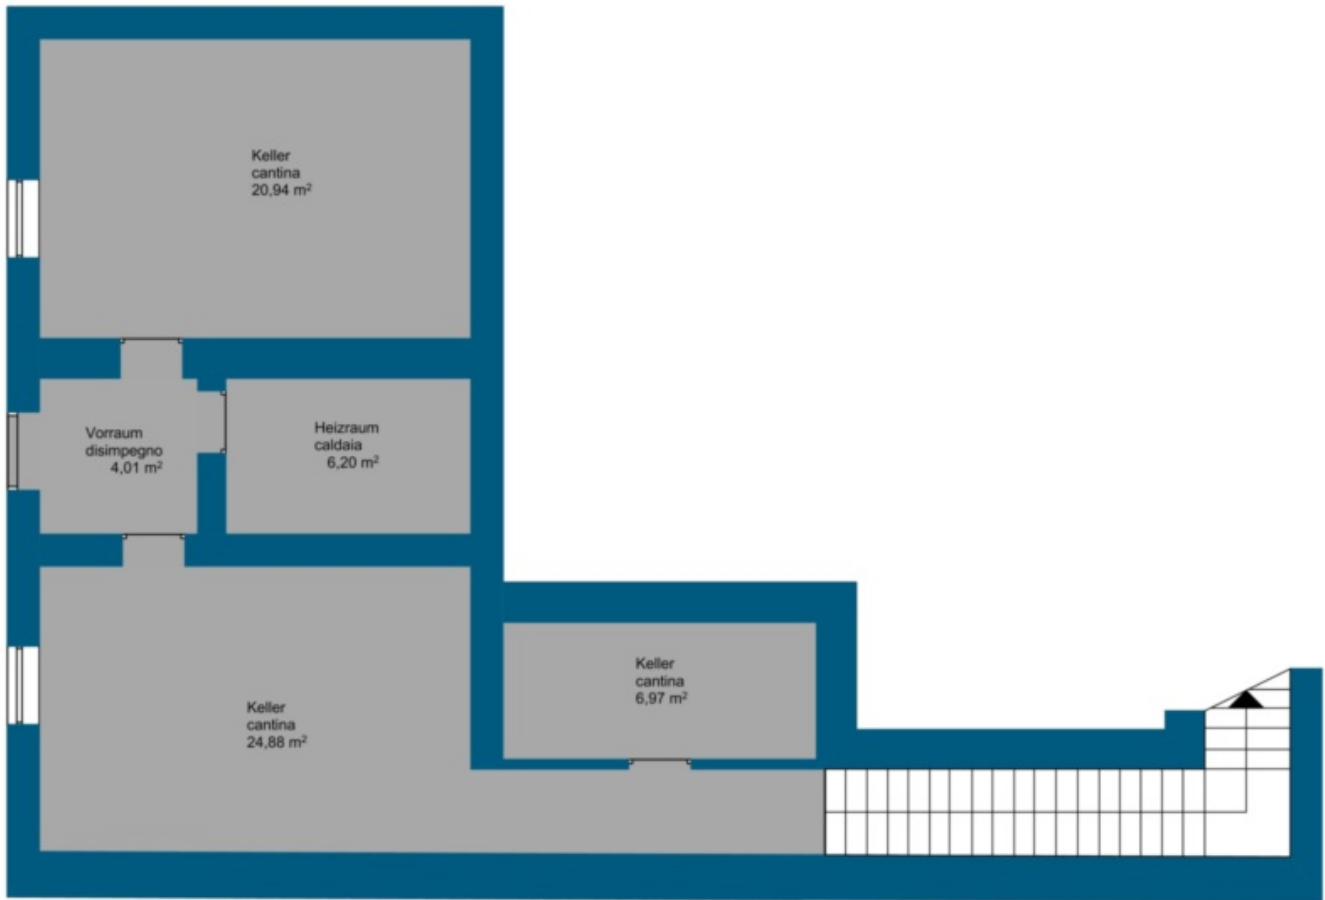 Keller
cantina
20,94 m²
Vorraum
disimpegno
4,01 m²
Heizraum
caldaia
6,20 m²
Keller
cantina
6,97 m²
Keller
cantina
24,88 m²